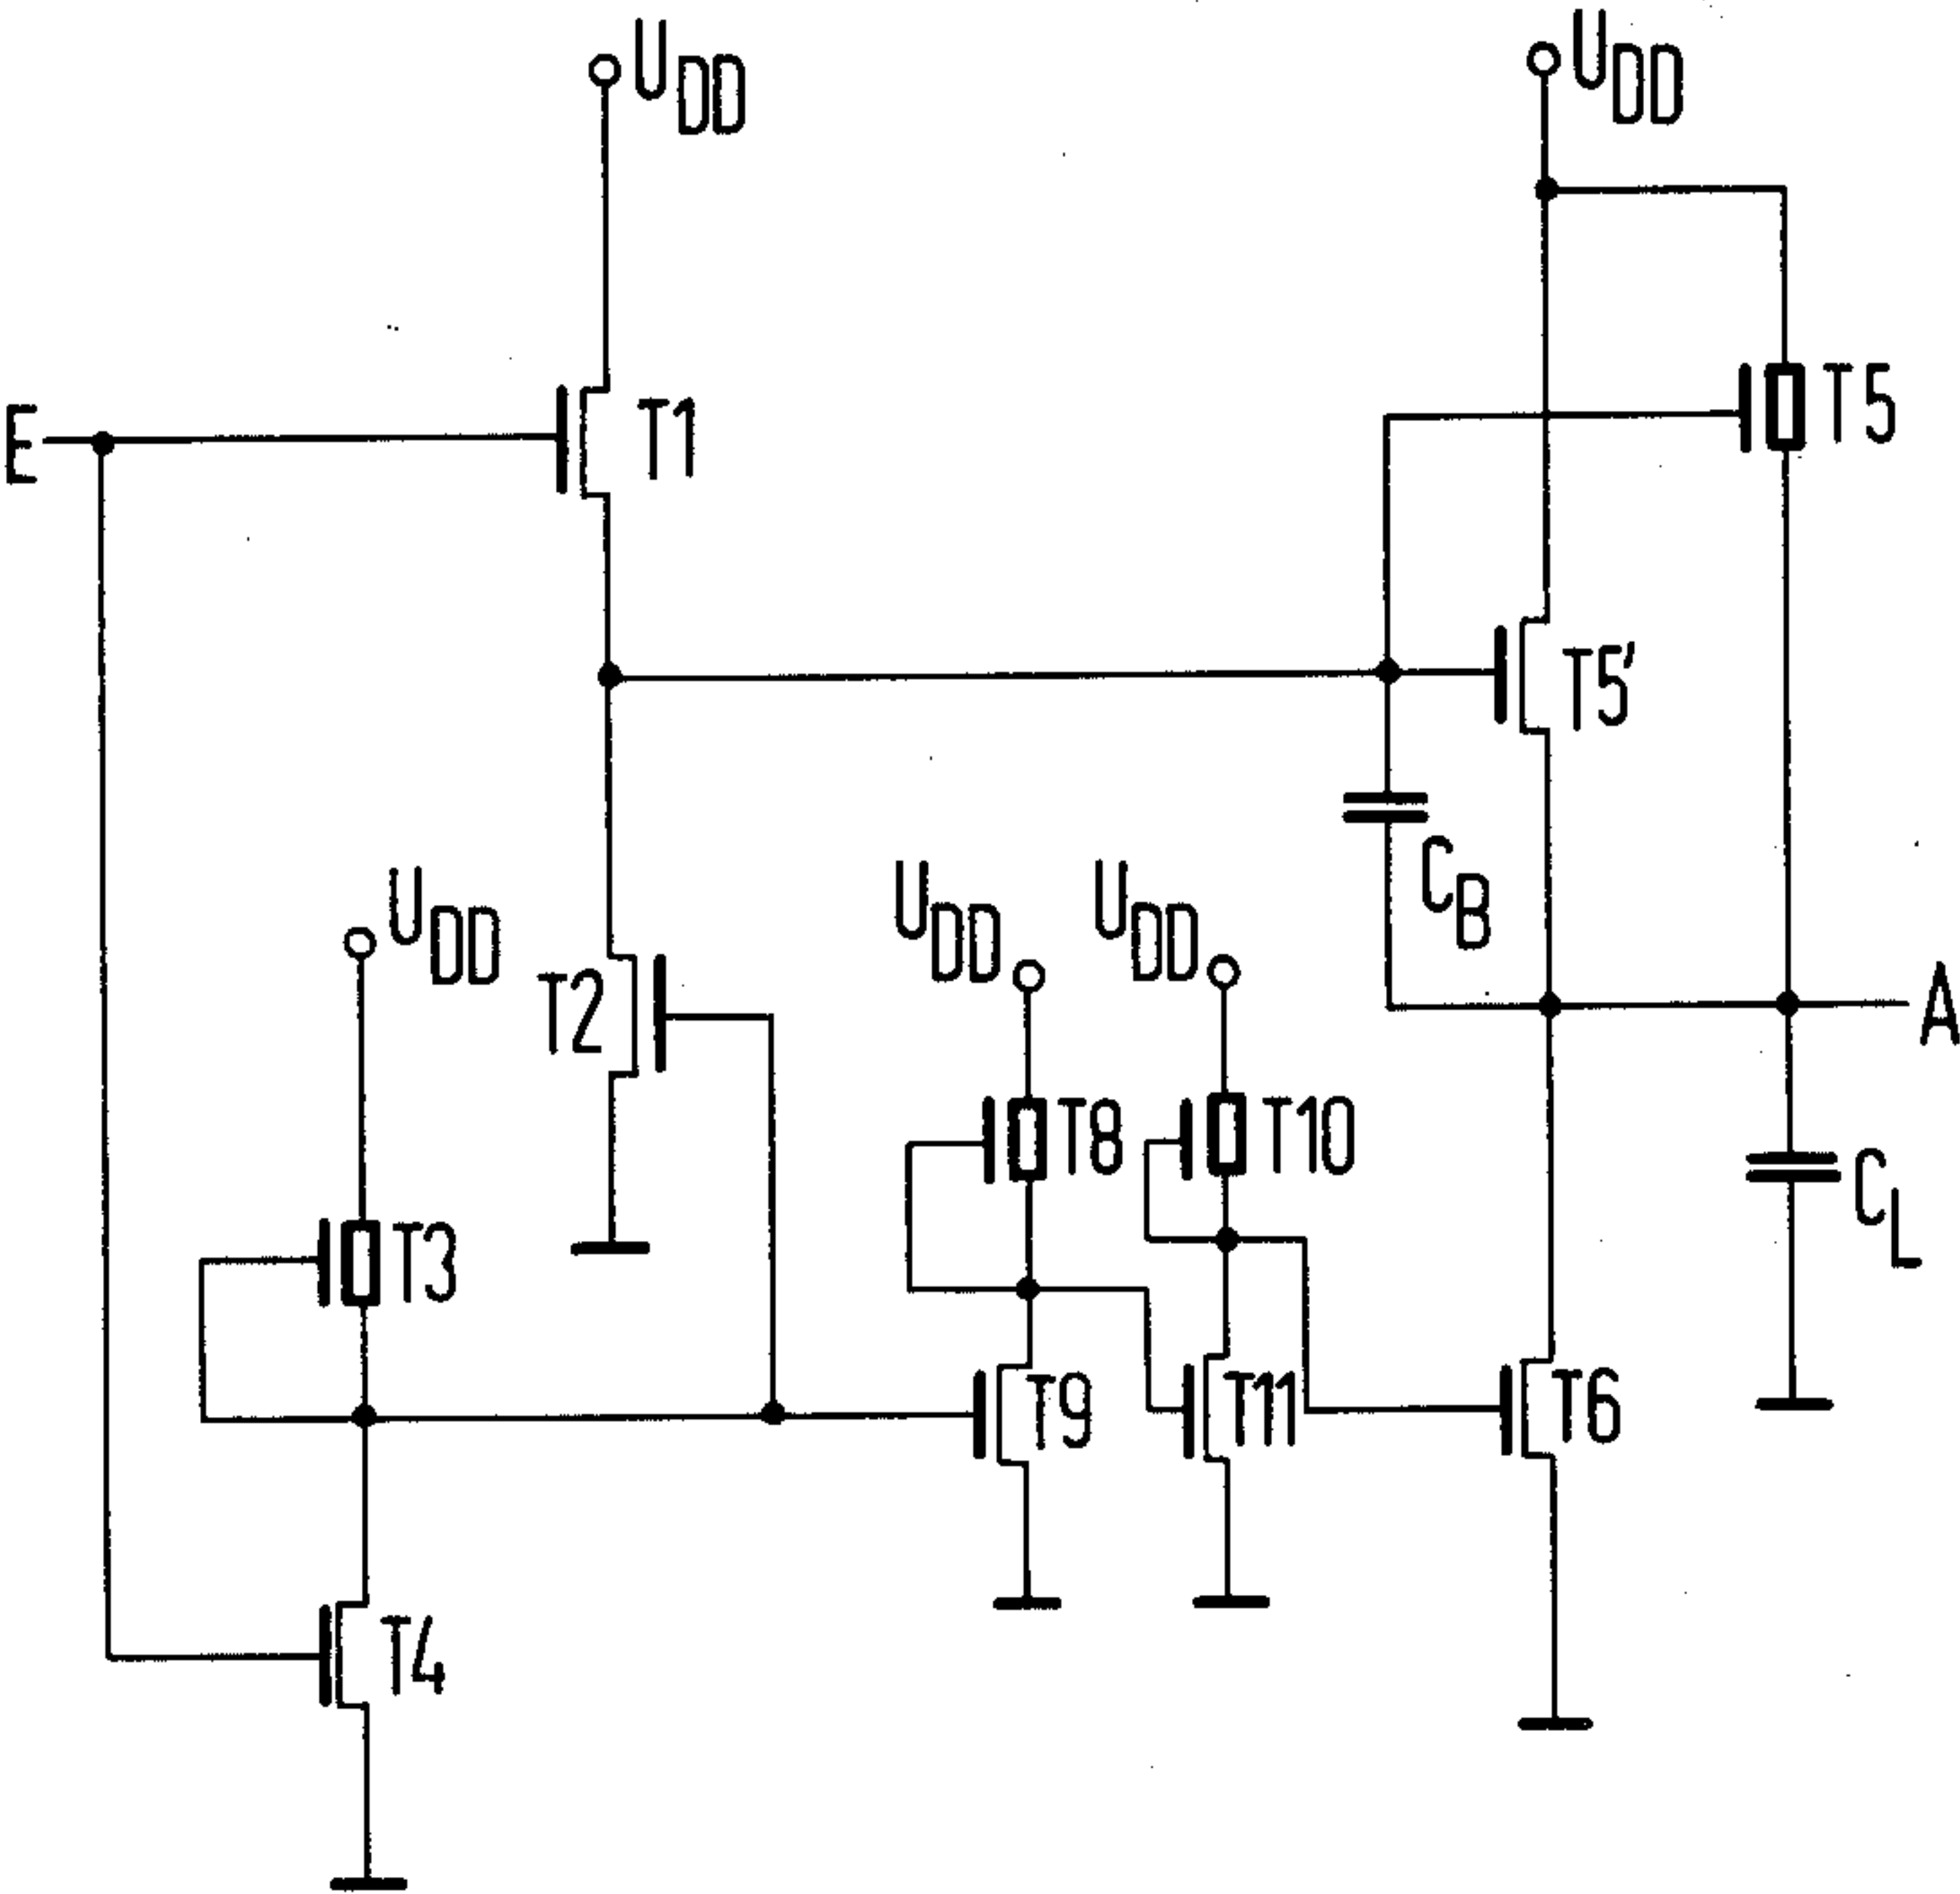 U_DD
U_DD
E
T1
T5
T5'
C_B
U_DD
U_DD
U_DD
T2
A
T8
T10
T3
C_L
T9
T11
T6
T4